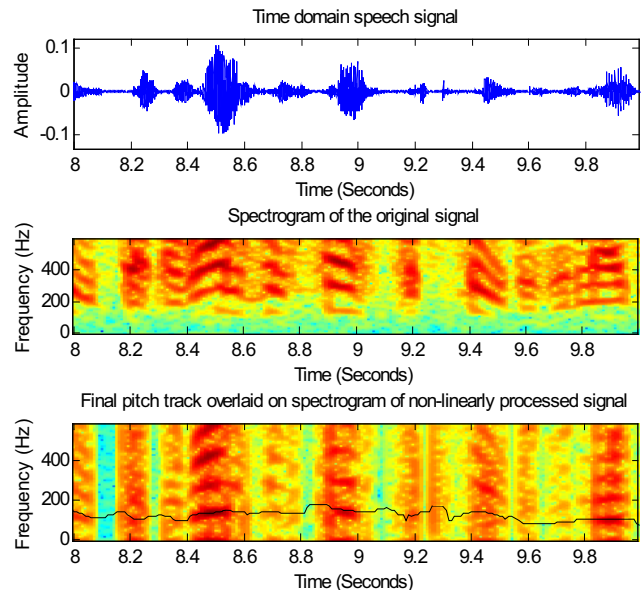 Time domain speech signal
Amplitude
0.1
0
-0.1
8 8.2 8.4 8.6 8.8 9 9.2 9.4 9.6 9.8
Time (Seconds)
Spectrogram of the original signal
Frequency (Hz)
400
200
0
8 8.2 8.4 8.6 8.8 9 9.2 9.4 9.6 9.8
Time (Seconds)
Final pitch track overlaid on spectrogram of non-linearly processed signal
Frequency (Hz)
400
200
0
8 8.2 8.4 8.6 8.8 9 9.2 9.4 9.6 9.8
Time (Seconds)